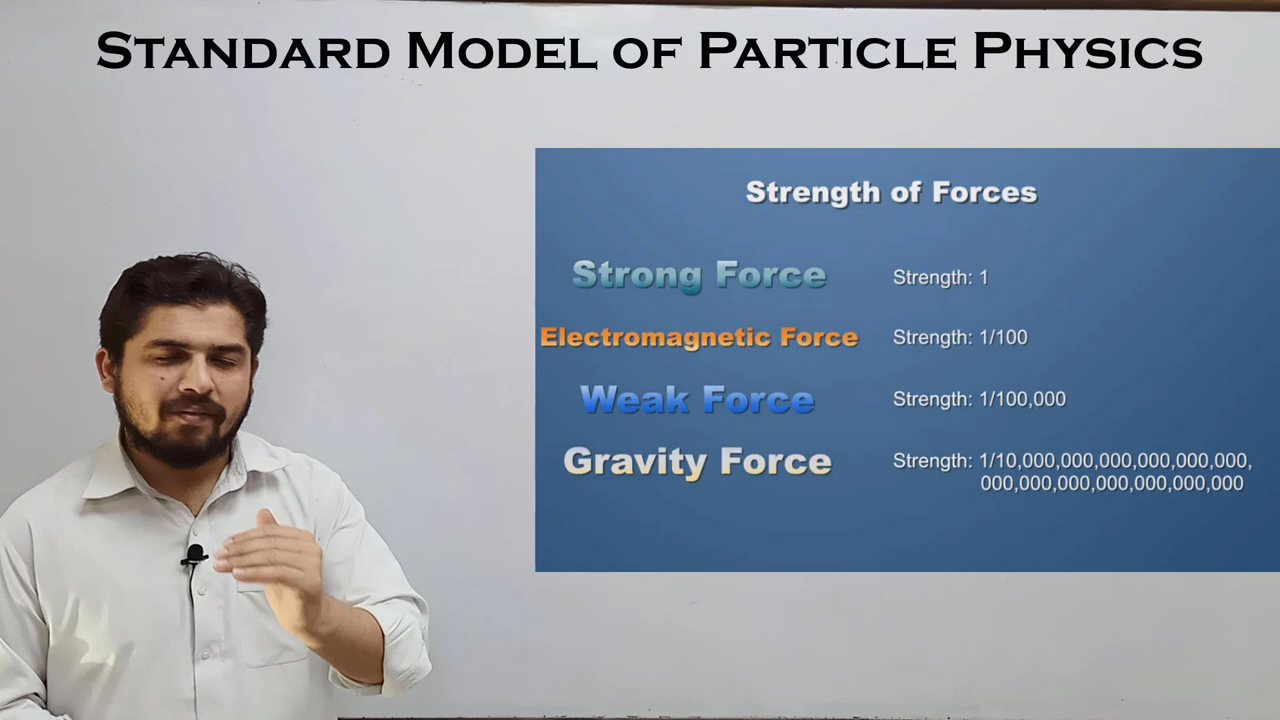 STANDARD MODEL OF PARTICLE PHYSICS
Strength of Forces
Strong Force Strength: 1
Electromagnetic Force Strength: 1/100
Weak Force Strength: 1/100,000
Gravity Force Strength: 1/10,000,000,000,000,000,000,
000,000,000,000,000,000,000